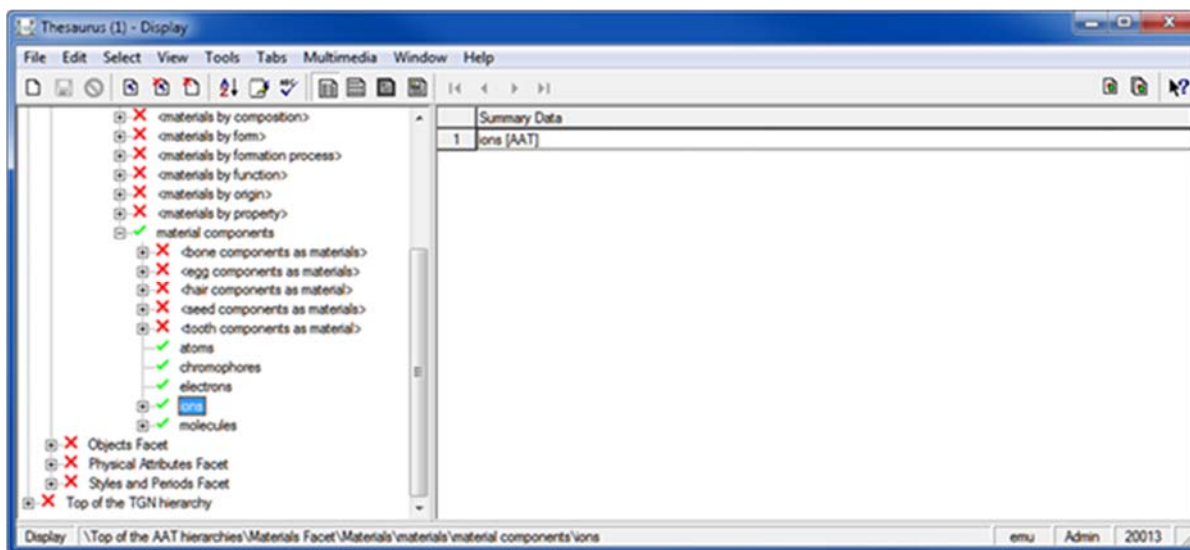 Thesaurus (1) - Display
File Edit Select View Tools Tabs Multimedia Window Help
<materials by composition>
<materials by form>
<materials by formation process>
<materials by function>
<materials by origin>
<materials by property>
material components
<bone components as materials>
<egg components as materials>
<hair components as material>
<seed components as materials>
<tooth components as material>
atoms
chromophores
electrons
ions
molecules
Objects Facet
Physical Attributes Facet
Styles and Periods Facet
Top of the TGN hierarchy
Summary Data
1 ions [AAT]
Display \Top of the AAT hierarchies\Materials Facet\Materials\materials\material components\ions emu Admin 20013